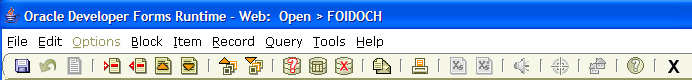 Oracle Developer Forms Runtime - Web:  Open > FOIDOCH
File Edit Options Block Item Record Query Tools Help
X